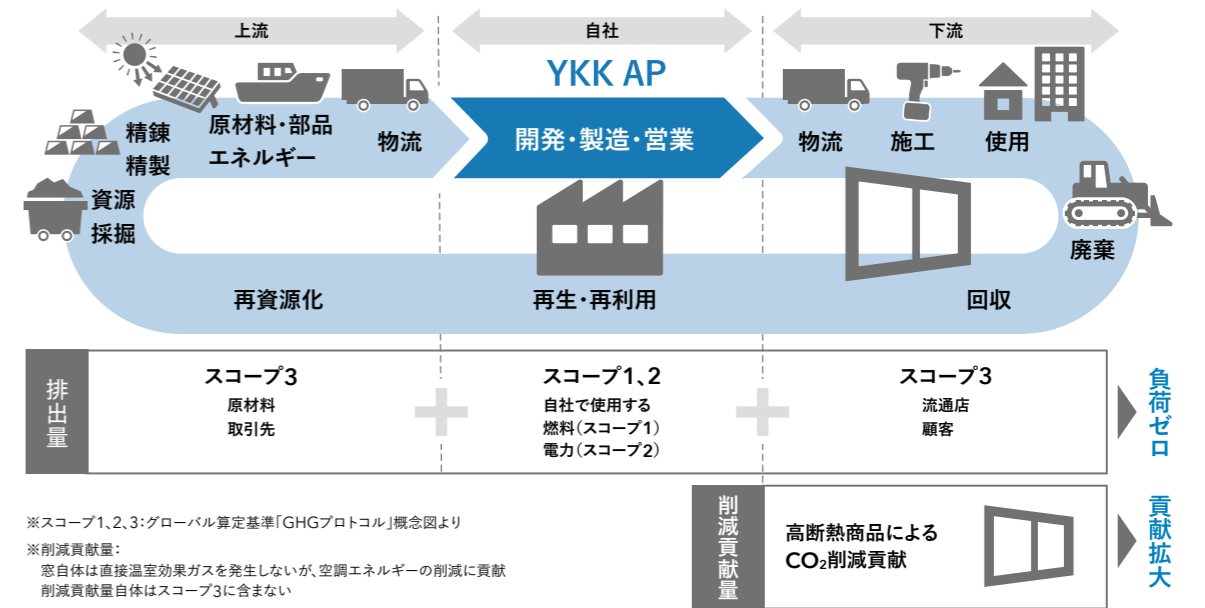 上流
自社
下流
YKK AP
精錬
精製
原材料・部品
エネルギー
物流
開発・製造・営業
物流
施工
使用
資源
採掘
廃棄
再資源化
再生・再利用
回収
排出量
スコープ3
原材料
取引先
スコープ1、2
自社で使用する
燃料(スコープ1)
電力(スコープ2)
スコープ3
流通店
顧客
負荷ゼロ
削減貢献量
高断熱商品による
CO₂削減貢献
貢献拡大
※スコープ1、2、3:グローバル算定基準「GHGプロトコル」概念図より
※削減貢献量:
窓自体は直接温室効果ガスを発生しないが、空調エネルギーの削減に貢献
削減貢献量自体はスコープ3に含まない